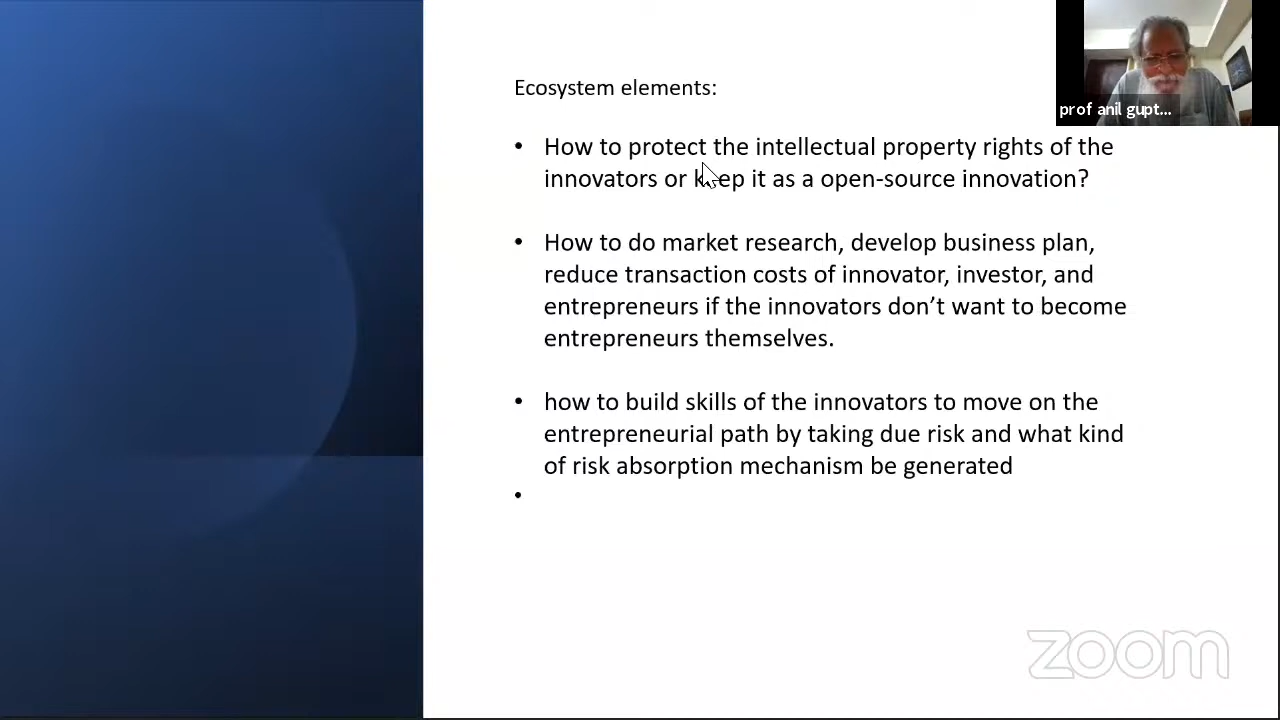 prof anil gupt...
Ecosystem elements:
• How to protect the intellectual property rights of the
innovators or keep it as a open-source innovation?
• How to do market research, develop business plan,
reduce transaction costs of innovator, investor, and
entrepreneurs if the innovators don’t want to become
entrepreneurs themselves.
• how to build skills of the innovators to move on the
entrepreneurial path by taking due risk and what kind
of risk absorption mechanism be generated
•
zoom